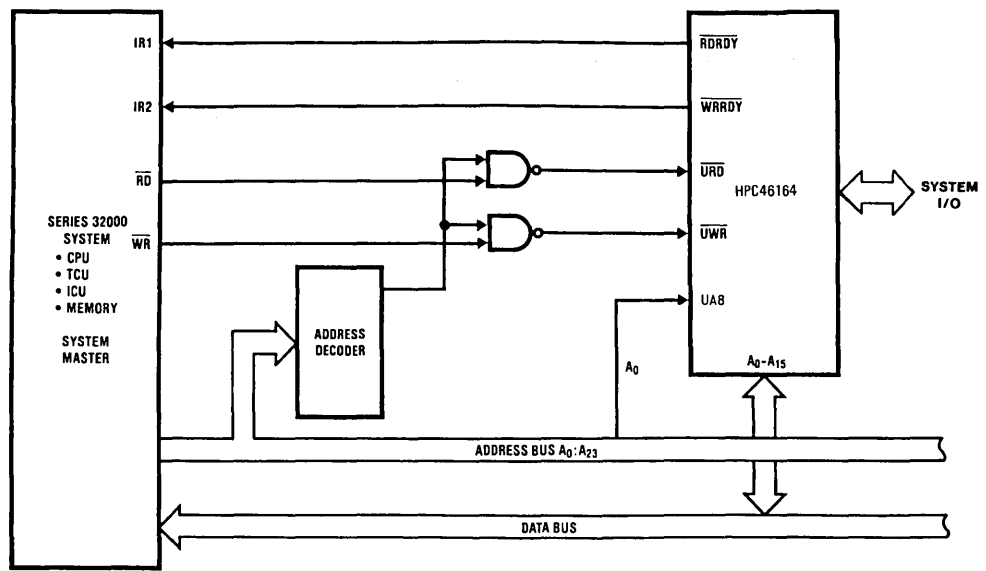 IR1
RDRDY
IR2
WRRDY
RD
URD
HPC46164
SYSTEM
I/O
SERIES 32000
SYSTEM
• CPU
• TCU
• ICU
• MEMORY
SYSTEM
MASTER
WR
UWR
ADDRESS
DECODER
UA8
A0
A0-A15
ADDRESS BUS A0:A23
DATA BUS